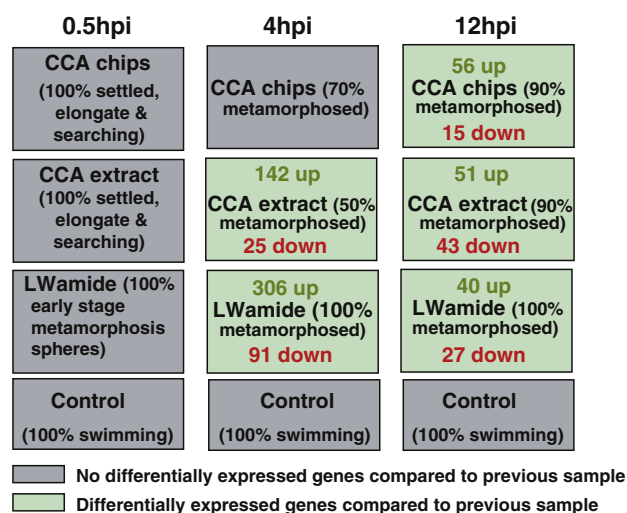 0.5hpi 4hpi 12hpi
CCA chips
(100% settled,
elongate &
searching)
CCA chips (70%
metamorphosed)
56 up
CCA chips (90%
metamorphosed)
15 down
CCA extract
(100% settled,
elongate &
searching)
142 up
CCA extract (50%
metamorphosed)
25 down
51 up
CCA extract (90%
metamorphosed)
43 down
LWamide (100%
early stage
metamorphosis
spheres)
306 up
LWamide (100%
metamorphosed)
91 down
40 up
LWamide (100%
metamorphosed)
27 down
Control
(100% swimming)
Control
(100% swimming)
Control
(100% swimming)
No differentially expressed genes compared to previous sample
Differentially expressed genes compared to previous sample